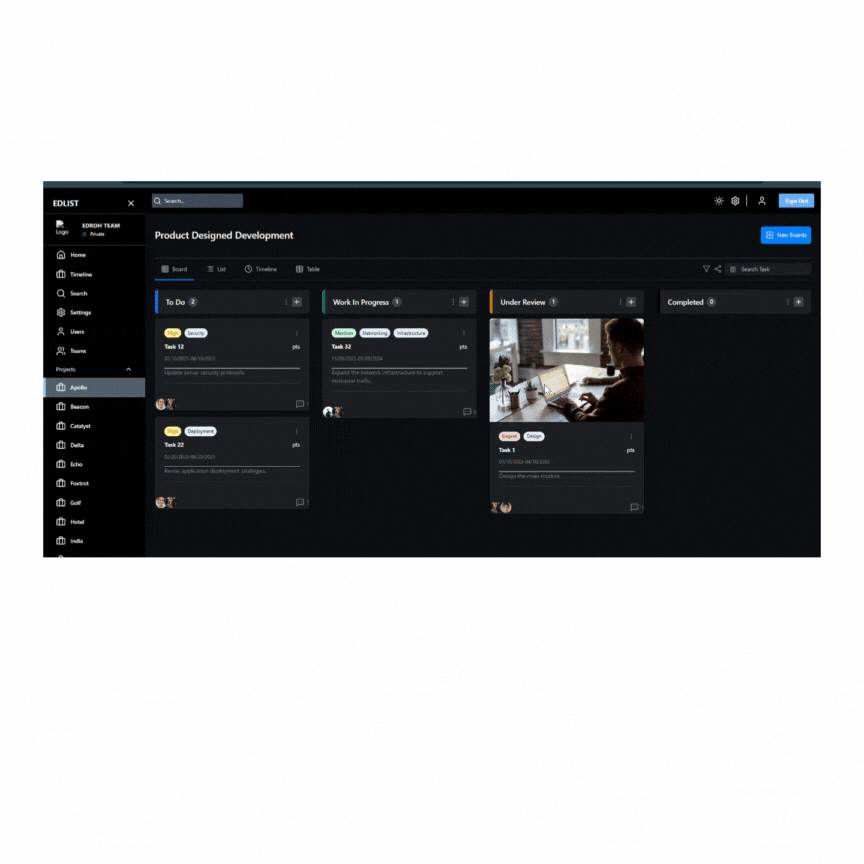 EDLIST
Search...
Sign Out
Logo
EDROH TEAM
Private
Home
Timeline
Search
Settings
Users
Teams
Projects
Apollo
Beacon
Catalyst
Delta
Echo
Foxtrot
Golf
Hotel
India
Product Designed Development
New Boards
Board
List
Timeline
Table
Search Task
To Do 2
High Security
Task 12
pts
Update server security protocols.
High Deployment
Task 22
pts
Revise application deployment strategies.
Work In Progress 1
Medium Networking Infrastructure
Task 32
pts
Expand the network infrastructure to support
increased traffic.
Under Review 1
Urgent Design
Task 1
pts
Design the main module.
Completed 0